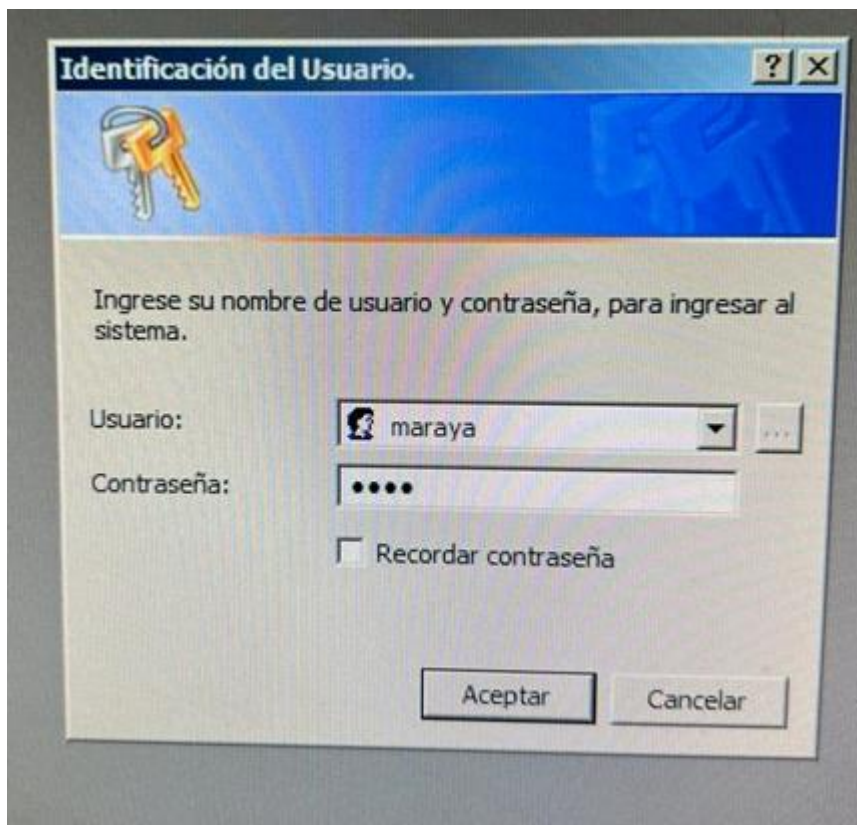 Identificación del Usuario.
Ingrese su nombre de usuario y contraseña, para ingresar al
sistema.
Usuario: maraya ...
Contraseña: ••••
Recordar contraseña
Aceptar Cancelar